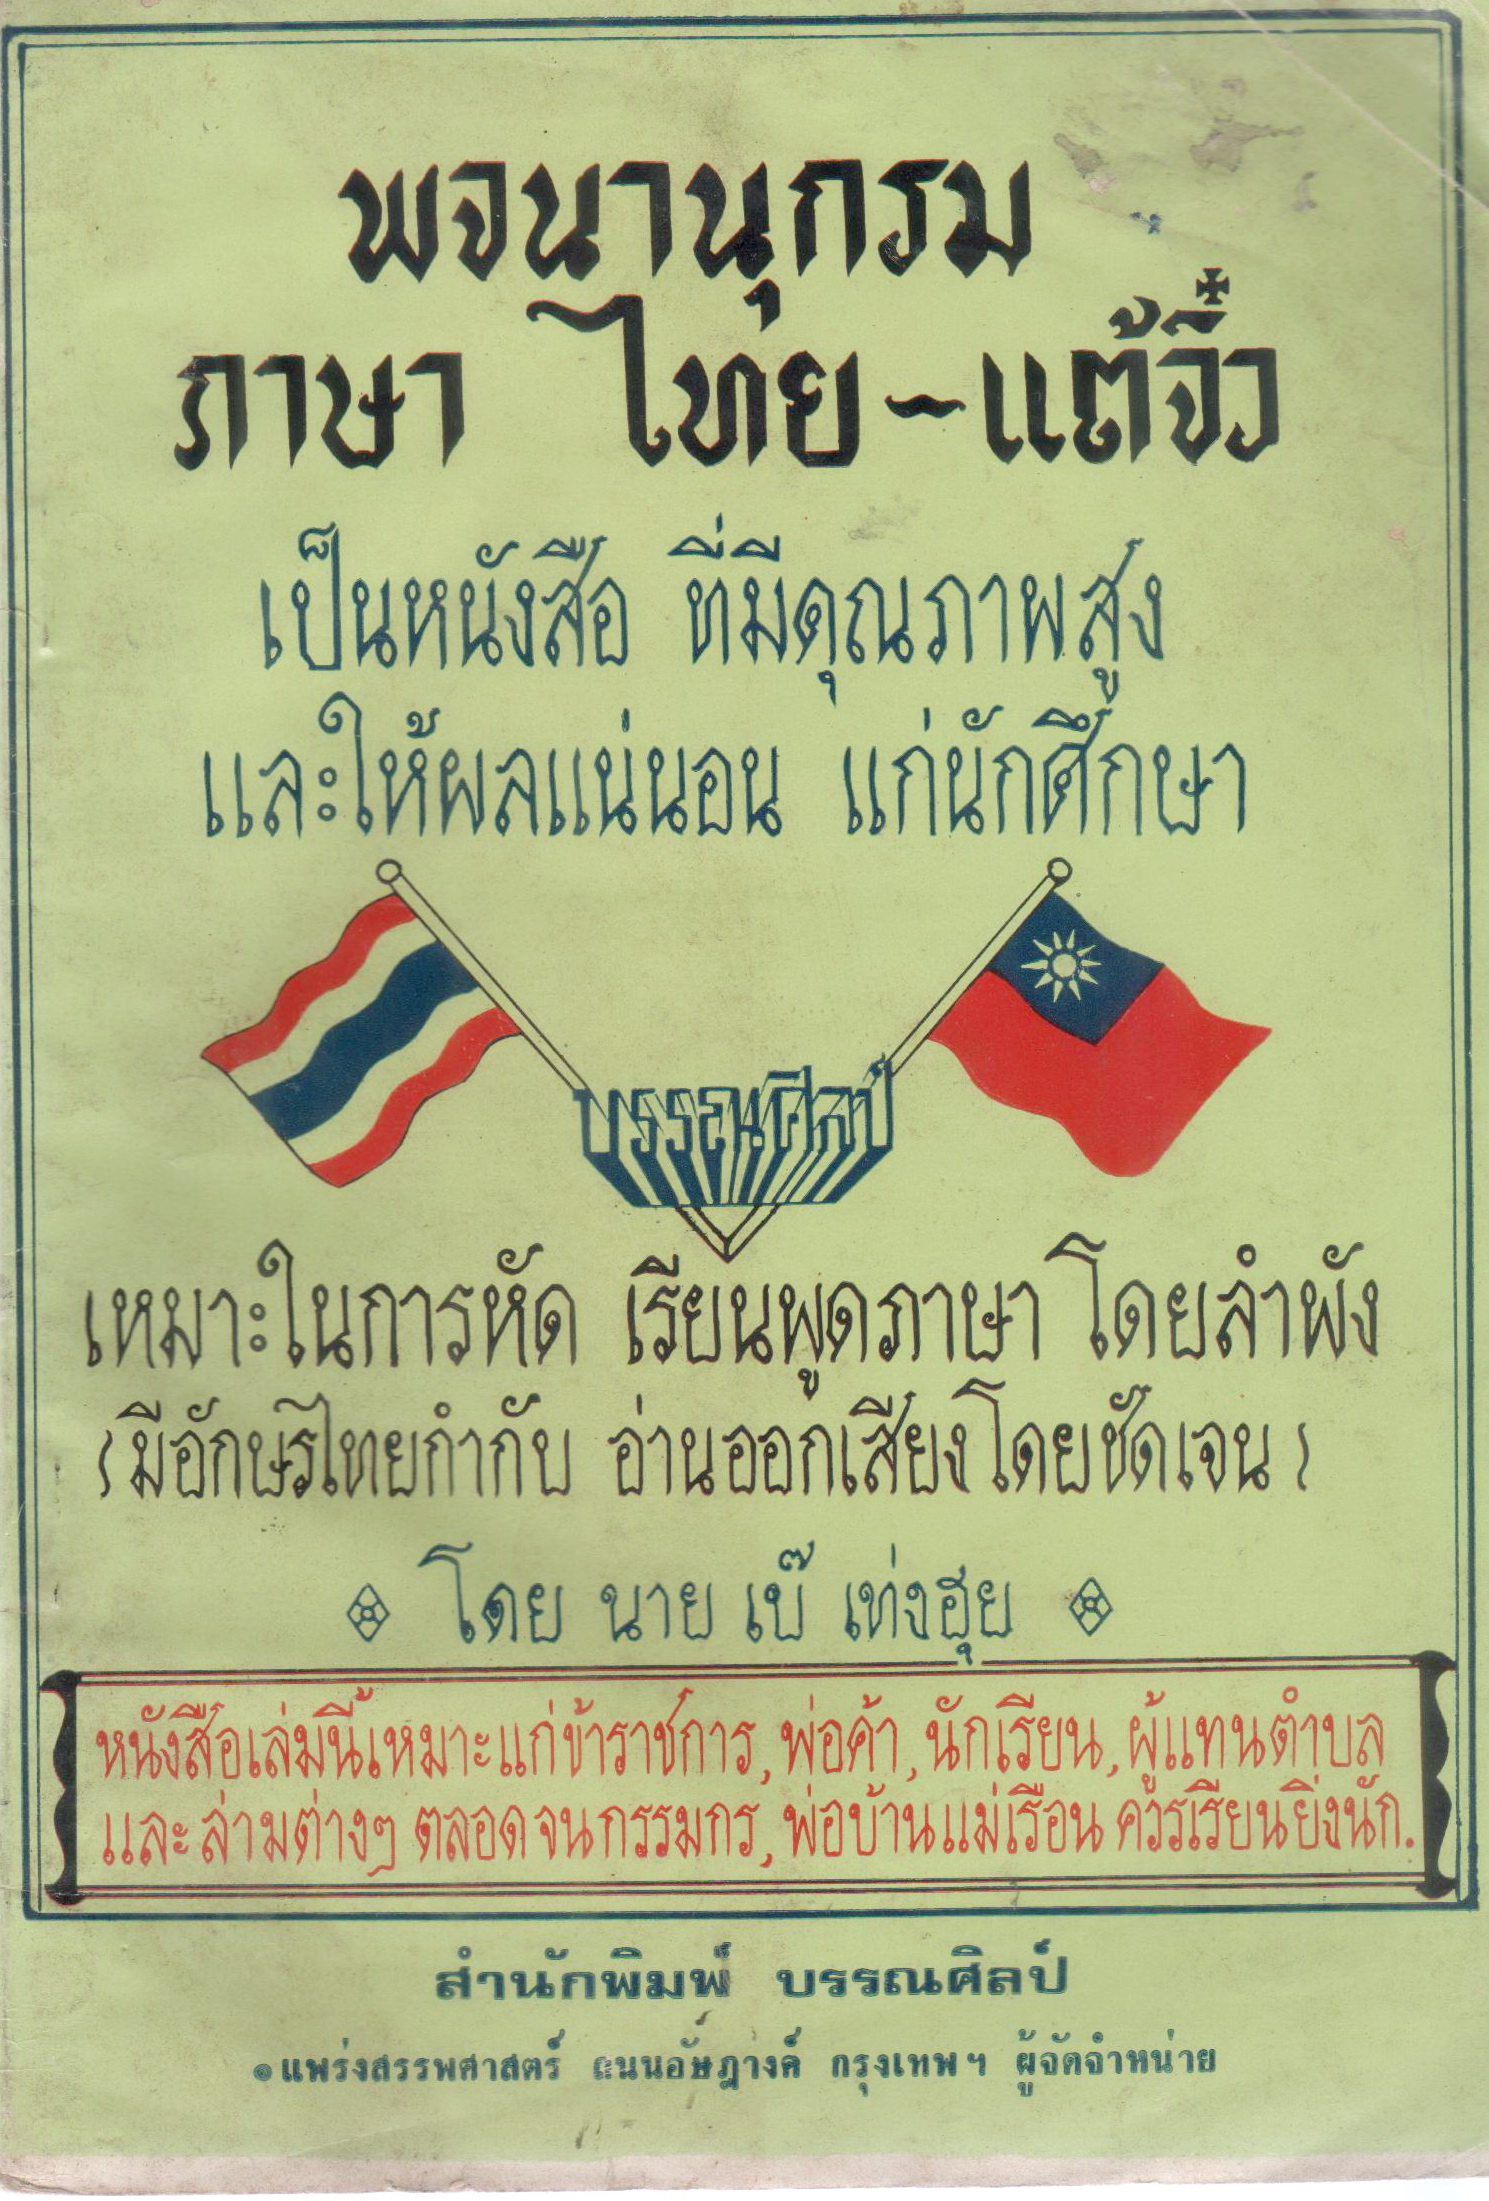 พจนานุกรม
ภาษา ไทย-แต้จิ๋ว
เป็นหนังสือ ที่มีคุณภาพสูง
และให้ผลแน่นอน แก่นักศึกษา
บรรณศิลป์
เหมาะในการหัด เรียนพูดภาษา โดยลำพัง
(มีอักษรไทยกำกับ อ่านออกเสียงโดยชัดเจน)
โดย นาย เบ๊ เท่งฮุย
หนังสือเล่มนี้เหมาะแก่ข้าราชการ, พ่อค้า, นักเรียน, ผู้แทนตำบล
และ ล่ามต่างๆ ตลอดจนกรรมกร, พ่อบ้านแม่เรือน ควรเรียนยิ่งนัก.
สำนักพิมพ์ บรรณศิลป์
๑ แพร่งสรรพศาสตร์ ถนนอัษฎางค์ กรุงเทพฯ ผู้จัดจำหน่าย